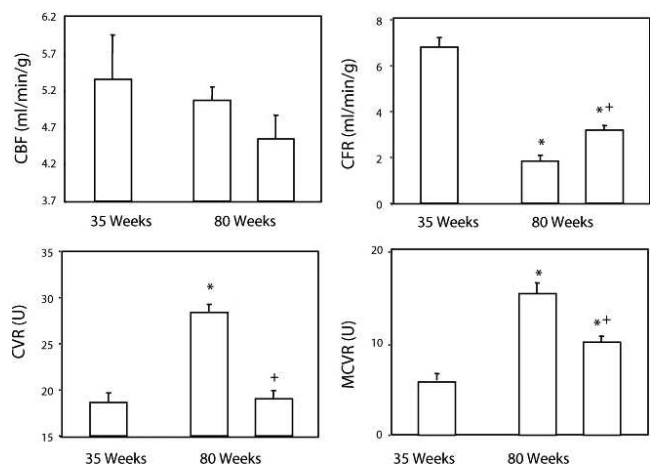 CBF (ml/min/g)
6.2
5.7
5.2
4.7
4.2
3.7
35 Weeks
80 Weeks
CFR (ml/min/g)
8
6
4
2
0
*
*+
35 Weeks
80 Weeks
CVR (U)
35
30
25
20
15
*
+
35 Weeks
80 Weeks
MCVR (U)
20
10
0
*
*+
35 Weeks
80 Weeks